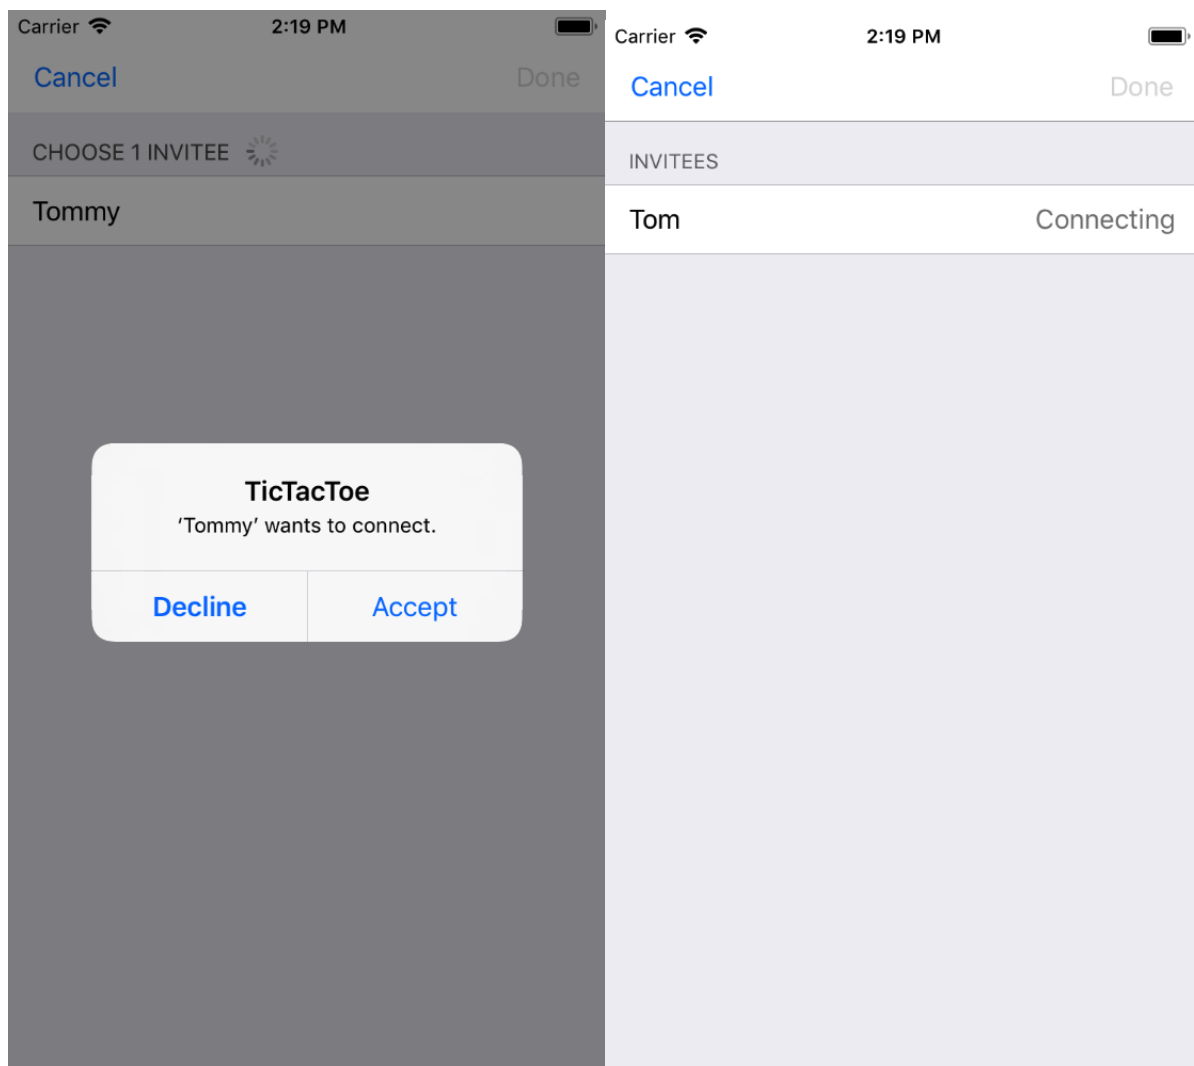 Carrier 2:19 PM
Cancel Done
CHOOSE 1 INVITEE
Tommy
TicTacToe
‘Tommy’ wants to connect.
Decline Accept
Carrier 2:19 PM
Cancel Done
INVITEES
Tom Connecting